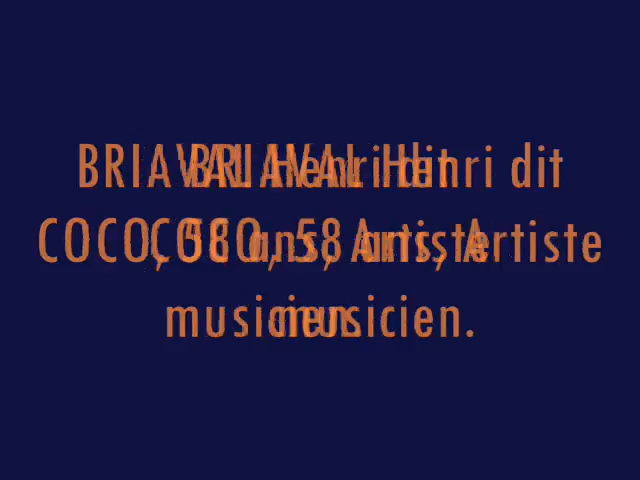 BRIAVAL Henri dit
COCO, 58 ans, Artiste
musicien.